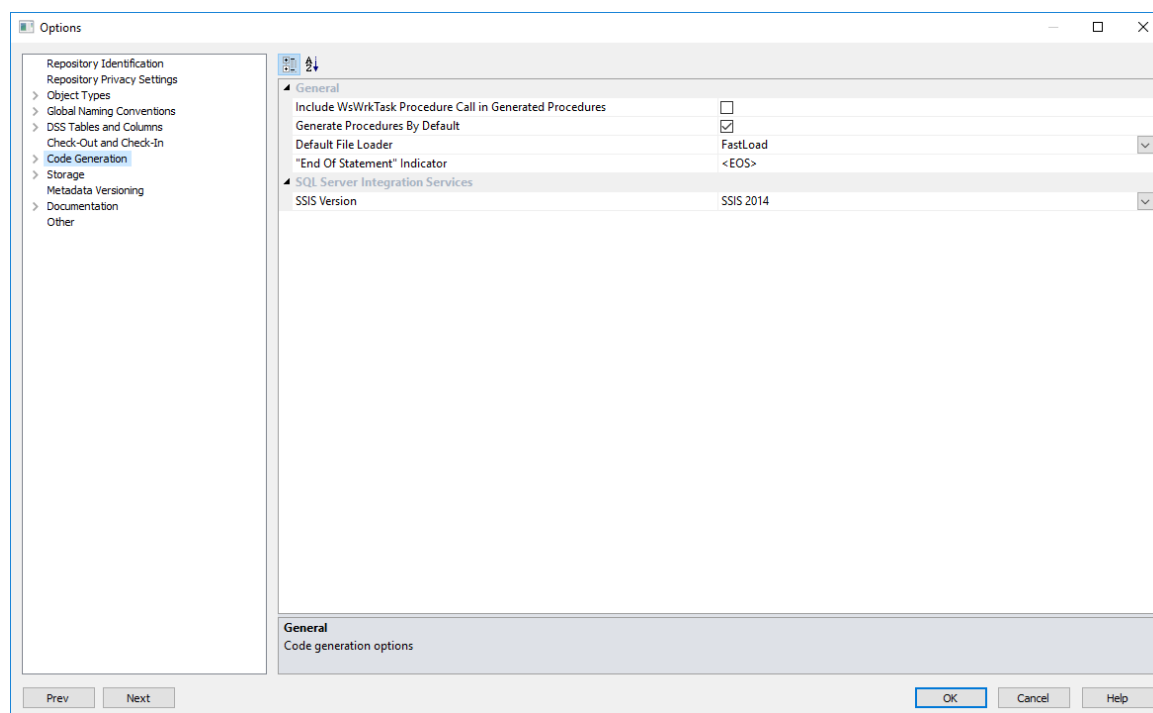 Options
Repository Identification
Repository Privacy Settings
Object Types
Global Naming Conventions
DSS Tables and Columns
Check-Out and Check-In
Code Generation
Storage
Metadata Versioning
Documentation
Other
General
Include WsWrkTask Procedure Call in Generated Procedures
Generate Procedures By Default
Default File Loader FastLoad
"End Of Statement" Indicator <EOS>
SQL Server Integration Services
SSIS Version SSIS 2014
General
Code generation options
Prev Next OK Cancel Help